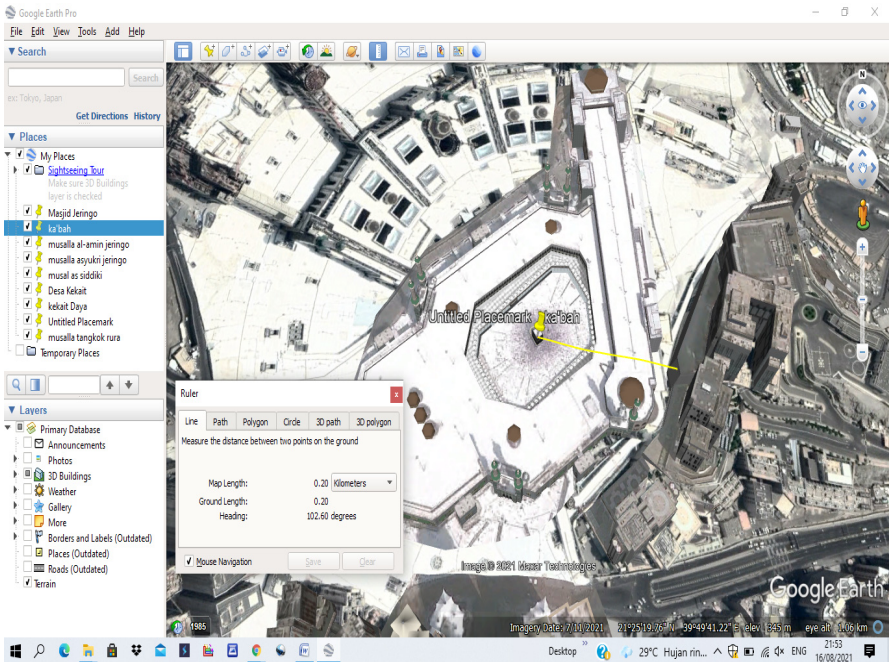 Google Earth Pro
File Edit View Tools Add Help
Search
Search
ex: Tokyo, Japan
Get Directions History
Places
My Places
Sightseeing Tour
Make sure 3D Buildings
layer is checked
Masjid Jeringo
ka'bah
musalla al-amin jeringo
musalla asyukri jeringo
musal as siddiki
Desa Kekait
kekait Daya
Untitled Placemark
musalla tangkok rura
Temporary Places
Layers
Primary Database
Announcements
Photos
3D Buildings
Weather
Gallery
More
Borders and Labels (Outdated)
Places (Outdated)
Roads (Outdated)
Terrain
N
Untitled Placemark ka'bah
Ruler
x
Line Path Polygon Circle 3D path 3D polygon
Measure the distance between two points on the ground
Map Length: 0.20 Kilometers
Ground Length: 0.20
Heading: 102.60 degrees
Mouse Navigation Save Clear
Image © 2021 Maxar Technologies
Google Earth
1985
Imagery Date: 7/11/2021 21°25'19.76" N 39°49'41.22" E elev 345 m eye alt 1.06 km
Desktop 29°C Hujan rin... ENG 21:53
16/08/2021